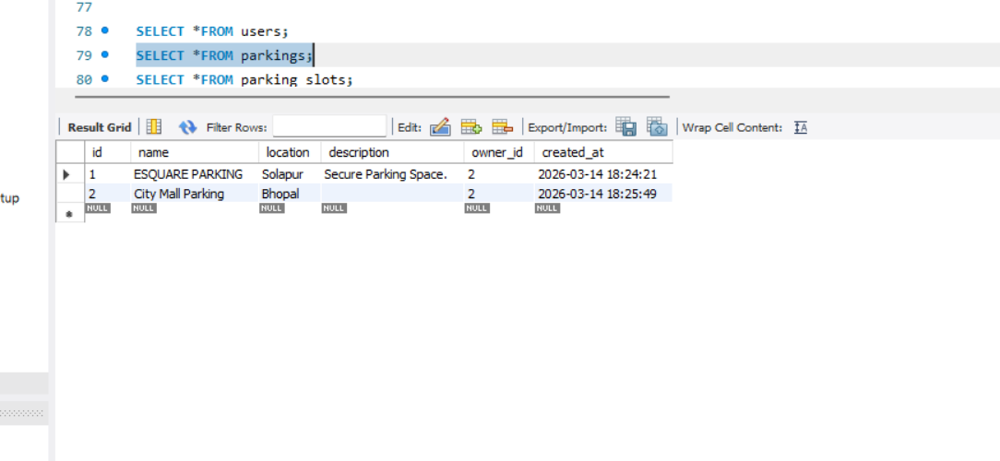 77
78 SELECT *FROM users;
79 SELECT *FROM parkings;
80 SELECT *FROM parking slots;
Result Grid Filter Rows: Edit: Export/Import: Wrap Cell Content: IA
id name location description owner_id created_at
1 ESQUARE PARKING Solapur Secure Parking Space. 2 2026-03-14 18:24:21
tup
2 City Mall Parking Bhopal 2 2026-03-14 18:25:49
NULL NULL NULL NULL NULL NULL